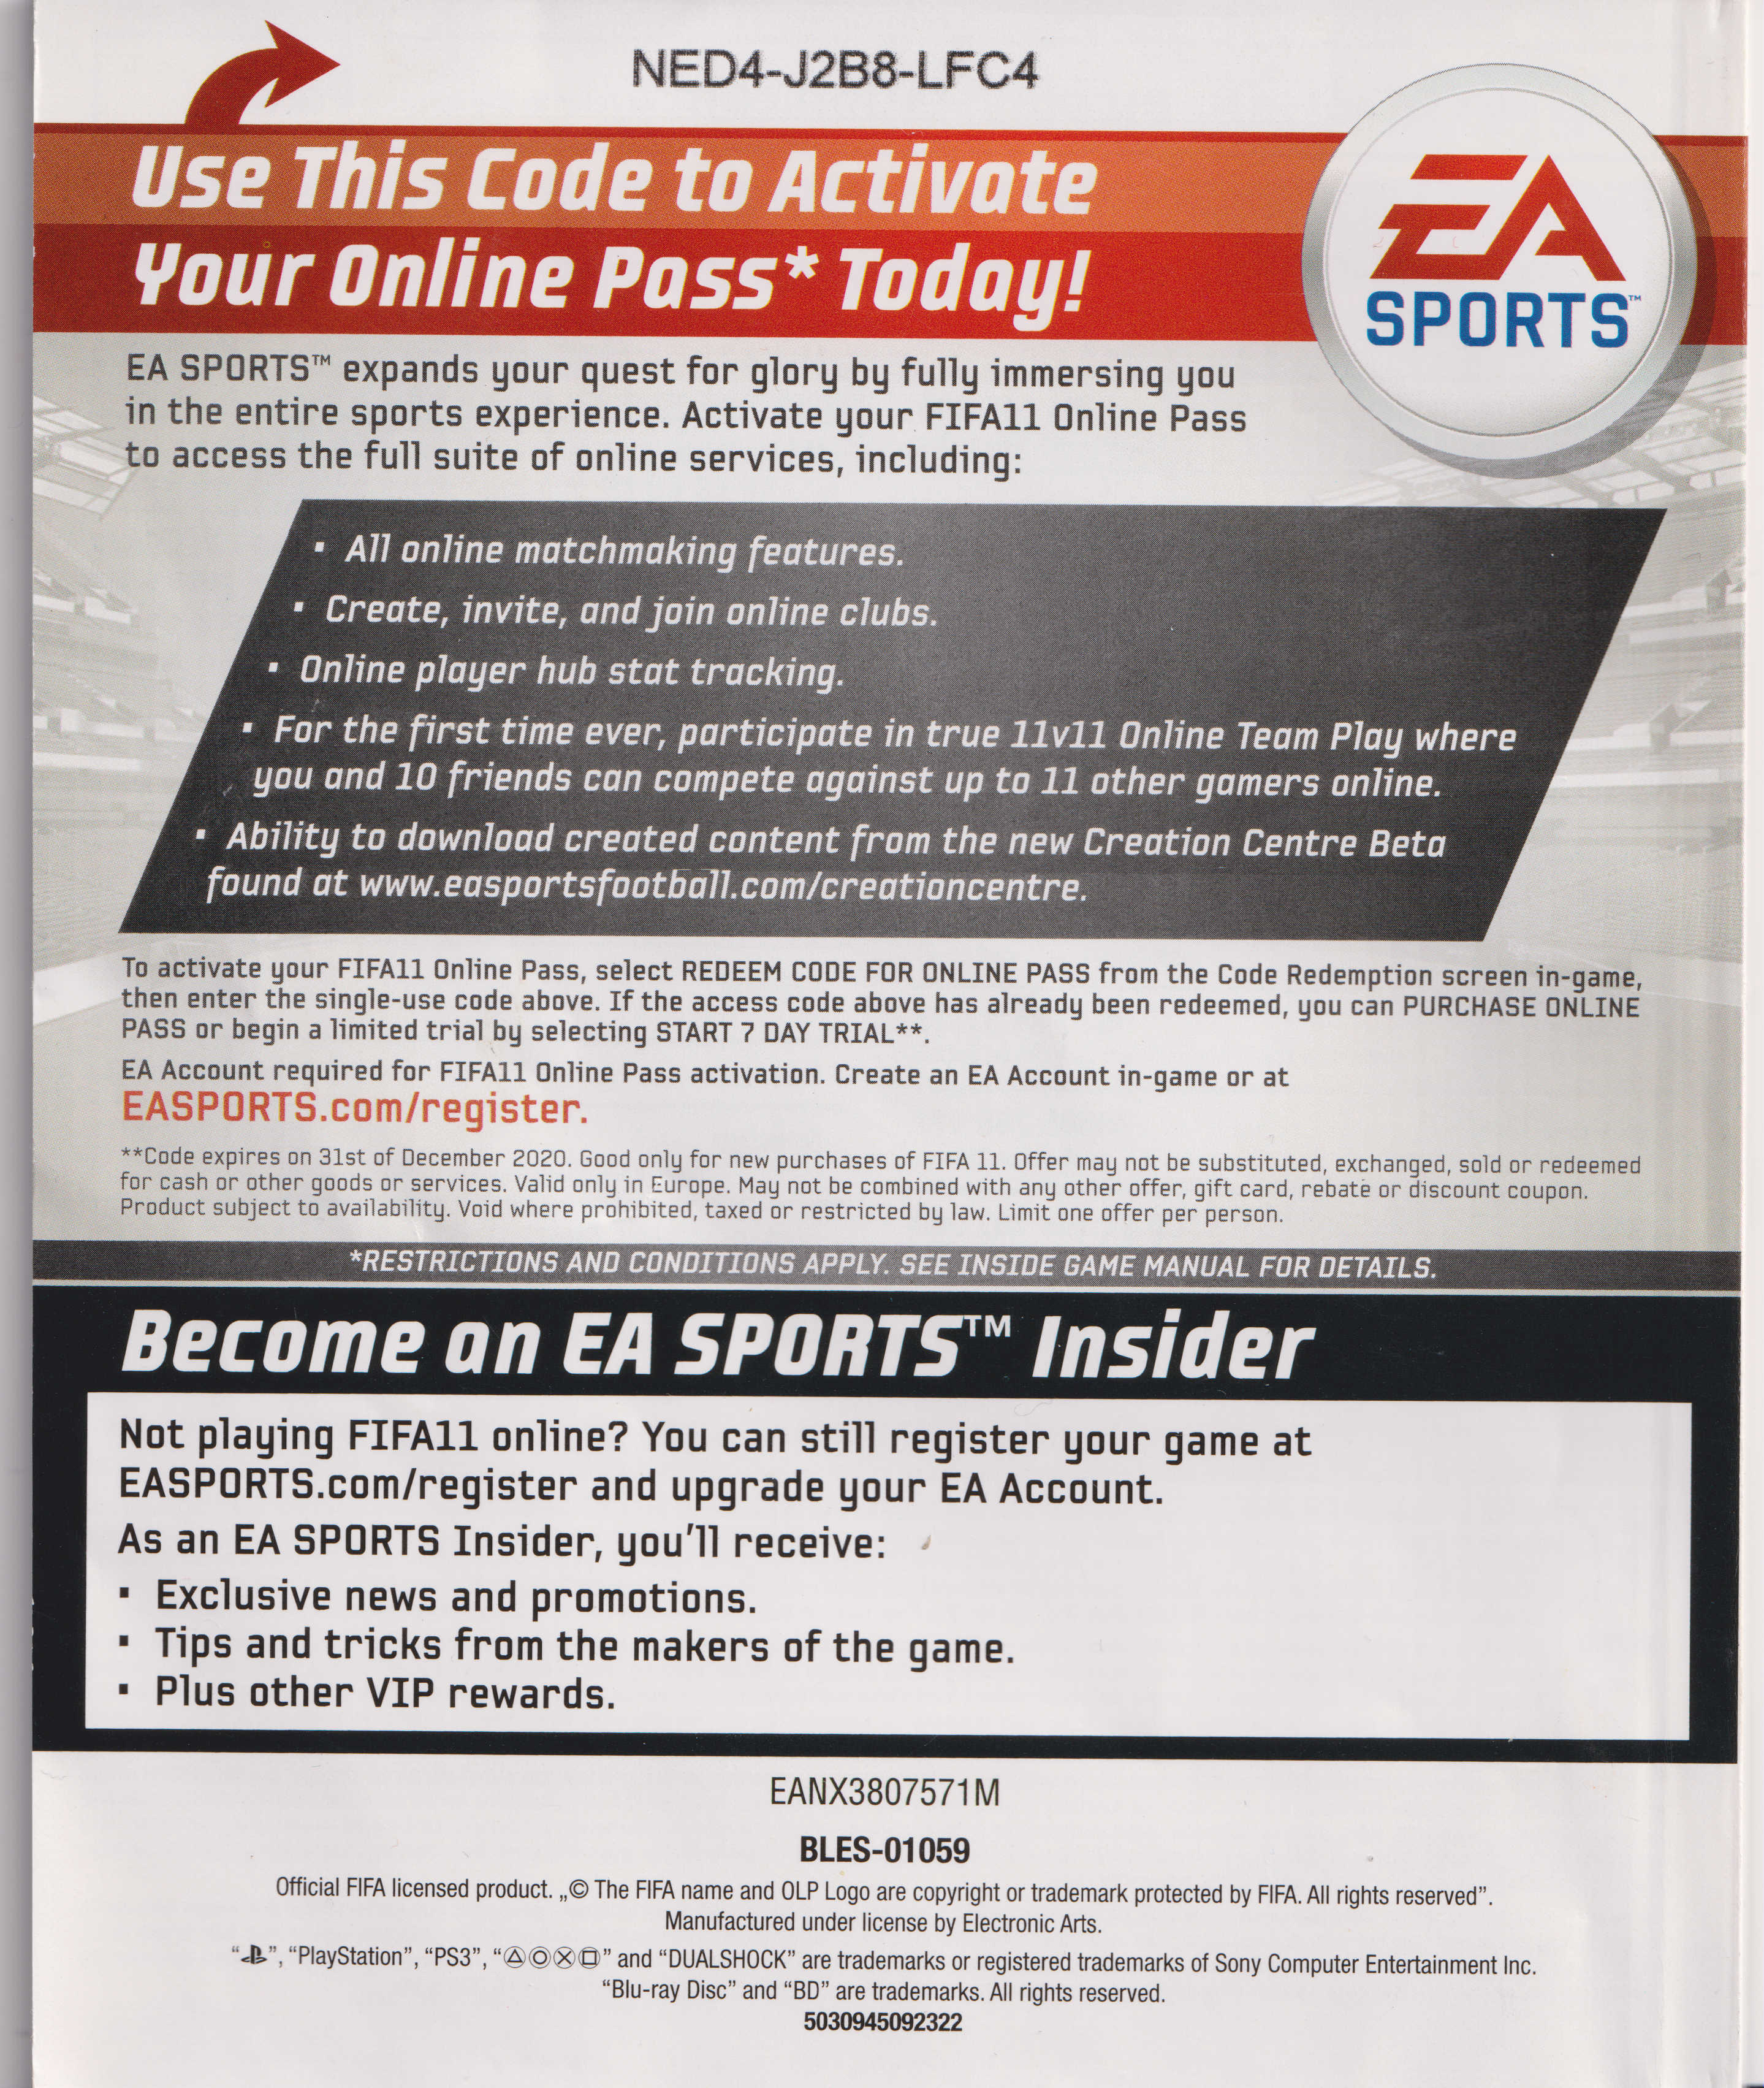 NED4-J2B8-LFC4
Use This Code to Activate
Your Online Pass* Today!
EA
SPORTS™
EA SPORTS™ expands your quest for glory by fully immersing you
in the entire sports experience. Activate your FIFA11 Online Pass
to access the full suite of online services, including:
▪ All online matchmaking features.
▪ Create, invite, and join online clubs.
▪ Online player hub stat tracking.
▪ For the first time ever, participate in true 11v11 Online Team Play where
you and 10 friends can compete against up to 11 other gamers online.
▪ Ability to download created content from the new Creation Centre Beta
found at www.easportsfootball.com/creationcentre.
To activate your FIFA11 Online Pass, select REDEEM CODE FOR ONLINE PASS from the Code Redemption screen in-game,
then enter the single-use code above. If the access code above has already been redeemed, you can PURCHASE ONLINE
PASS or begin a limited trial by selecting START 7 DAY TRIAL**.
EA Account required for FIFA11 Online Pass activation. Create an EA Account in-game or at
EASPORTS.com/register.
**Code expires on 31st of December 2020. Good only for new purchases of FIFA 11. Offer may not be substituted, exchanged, sold or redeemed
for cash or other goods or services. Valid only in Europe. May not be combined with any other offer, gift card, rebate or discount coupon.
Product subject to availability. Void where prohibited, taxed or restricted by law. Limit one offer per person.
*RESTRICTIONS AND CONDITIONS APPLY. SEE INSIDE GAME MANUAL FOR DETAILS.
Become an EA SPORTS™ Insider
Not playing FIFA11 online? You can still register your game at
EASPORTS.com/register and upgrade your EA Account.
As an EA SPORTS Insider, you'll receive:
▪ Exclusive news and promotions.
▪ Tips and tricks from the makers of the game.
▪ Plus other VIP rewards.
EANX3807571M
BLES-01059
Official FIFA licensed product. „© The FIFA name and OLP Logo are copyright or trademark protected by FIFA. All rights reserved”.
Manufactured under license by Electronic Arts.
“PS”, “PlayStation”, “PS3”, “△○✕□” and “DUALSHOCK” are trademarks or registered trademarks of Sony Computer Entertainment Inc.
“Blu-ray Disc” and “BD” are trademarks. All rights reserved.
5030945092322